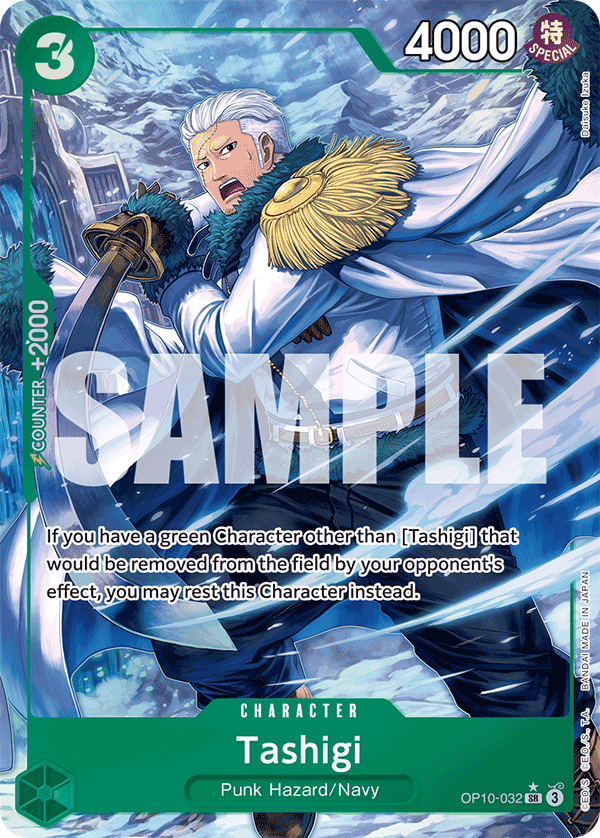 3
4000
特
SPECIAL
Daisuke Izuka
COUNTER +2000
SAMPLE
If you have a green Character other than [Tashigi] that
would be removed from the field by your opponent's
effect, you may rest this Character instead.
CHARACTER
Tashigi
Punk Hazard/Navy
OP10-032 SR 3
©EO/S ©E.O./S.,T.A. BANDAI MADE IN JAPAN